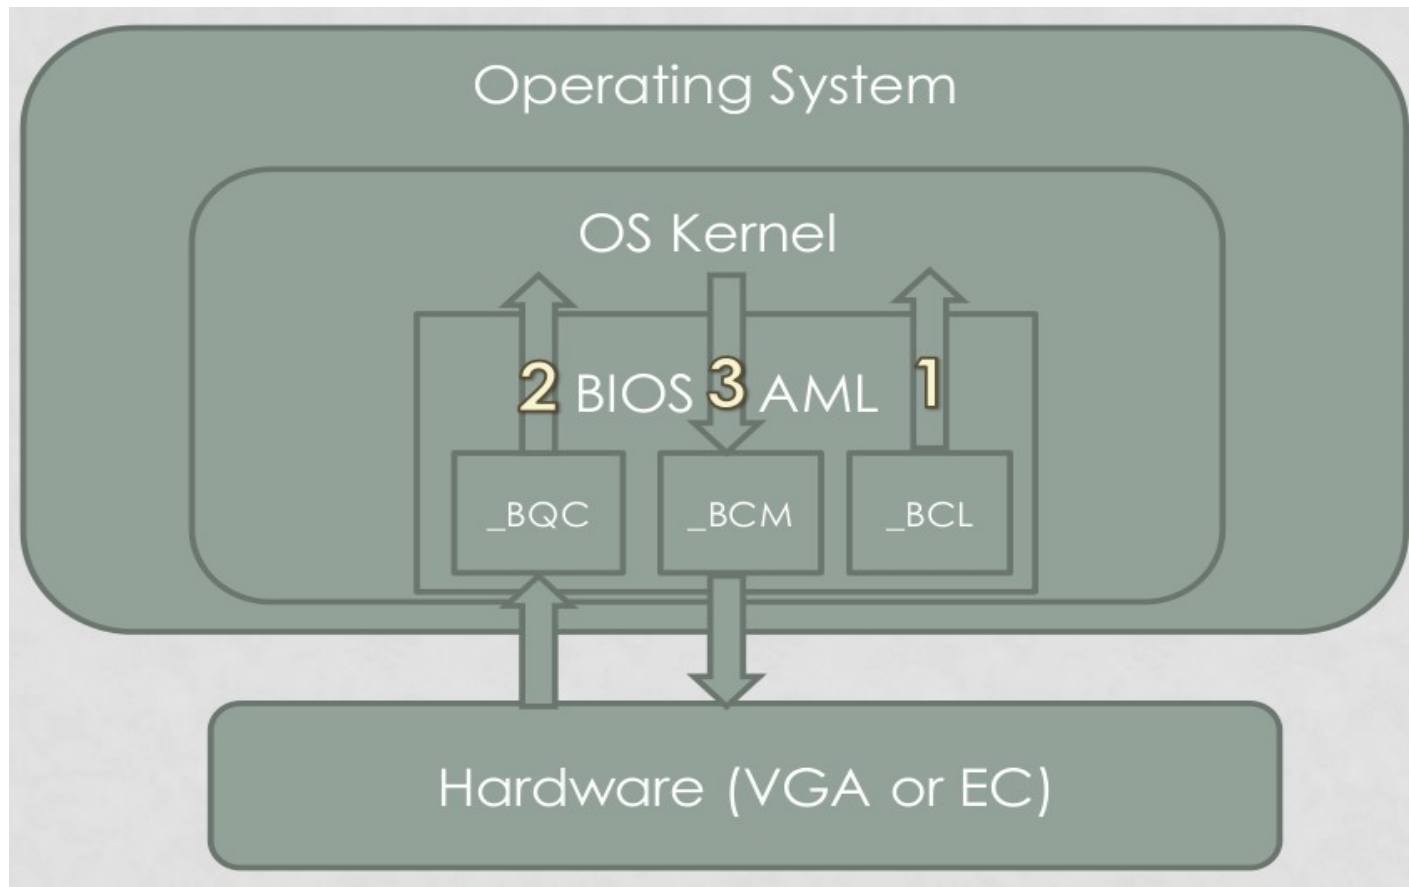 Operating System
OS Kernel
2 BIOS 3 AML 1
_BQC
_BCM
_BCL
Hardware (VGA or EC)